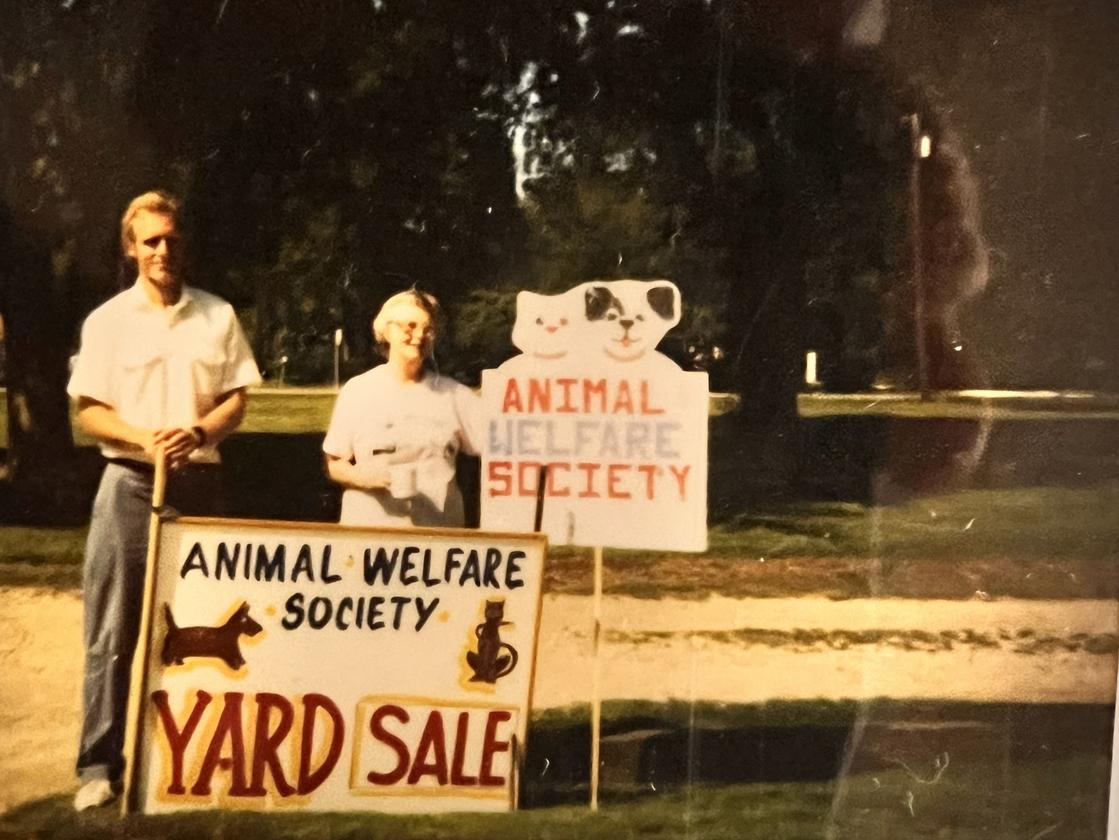 ANIMAL
WELFARE
SOCIETY
ANIMAL WELFARE
SOCIETY
YARD SALE